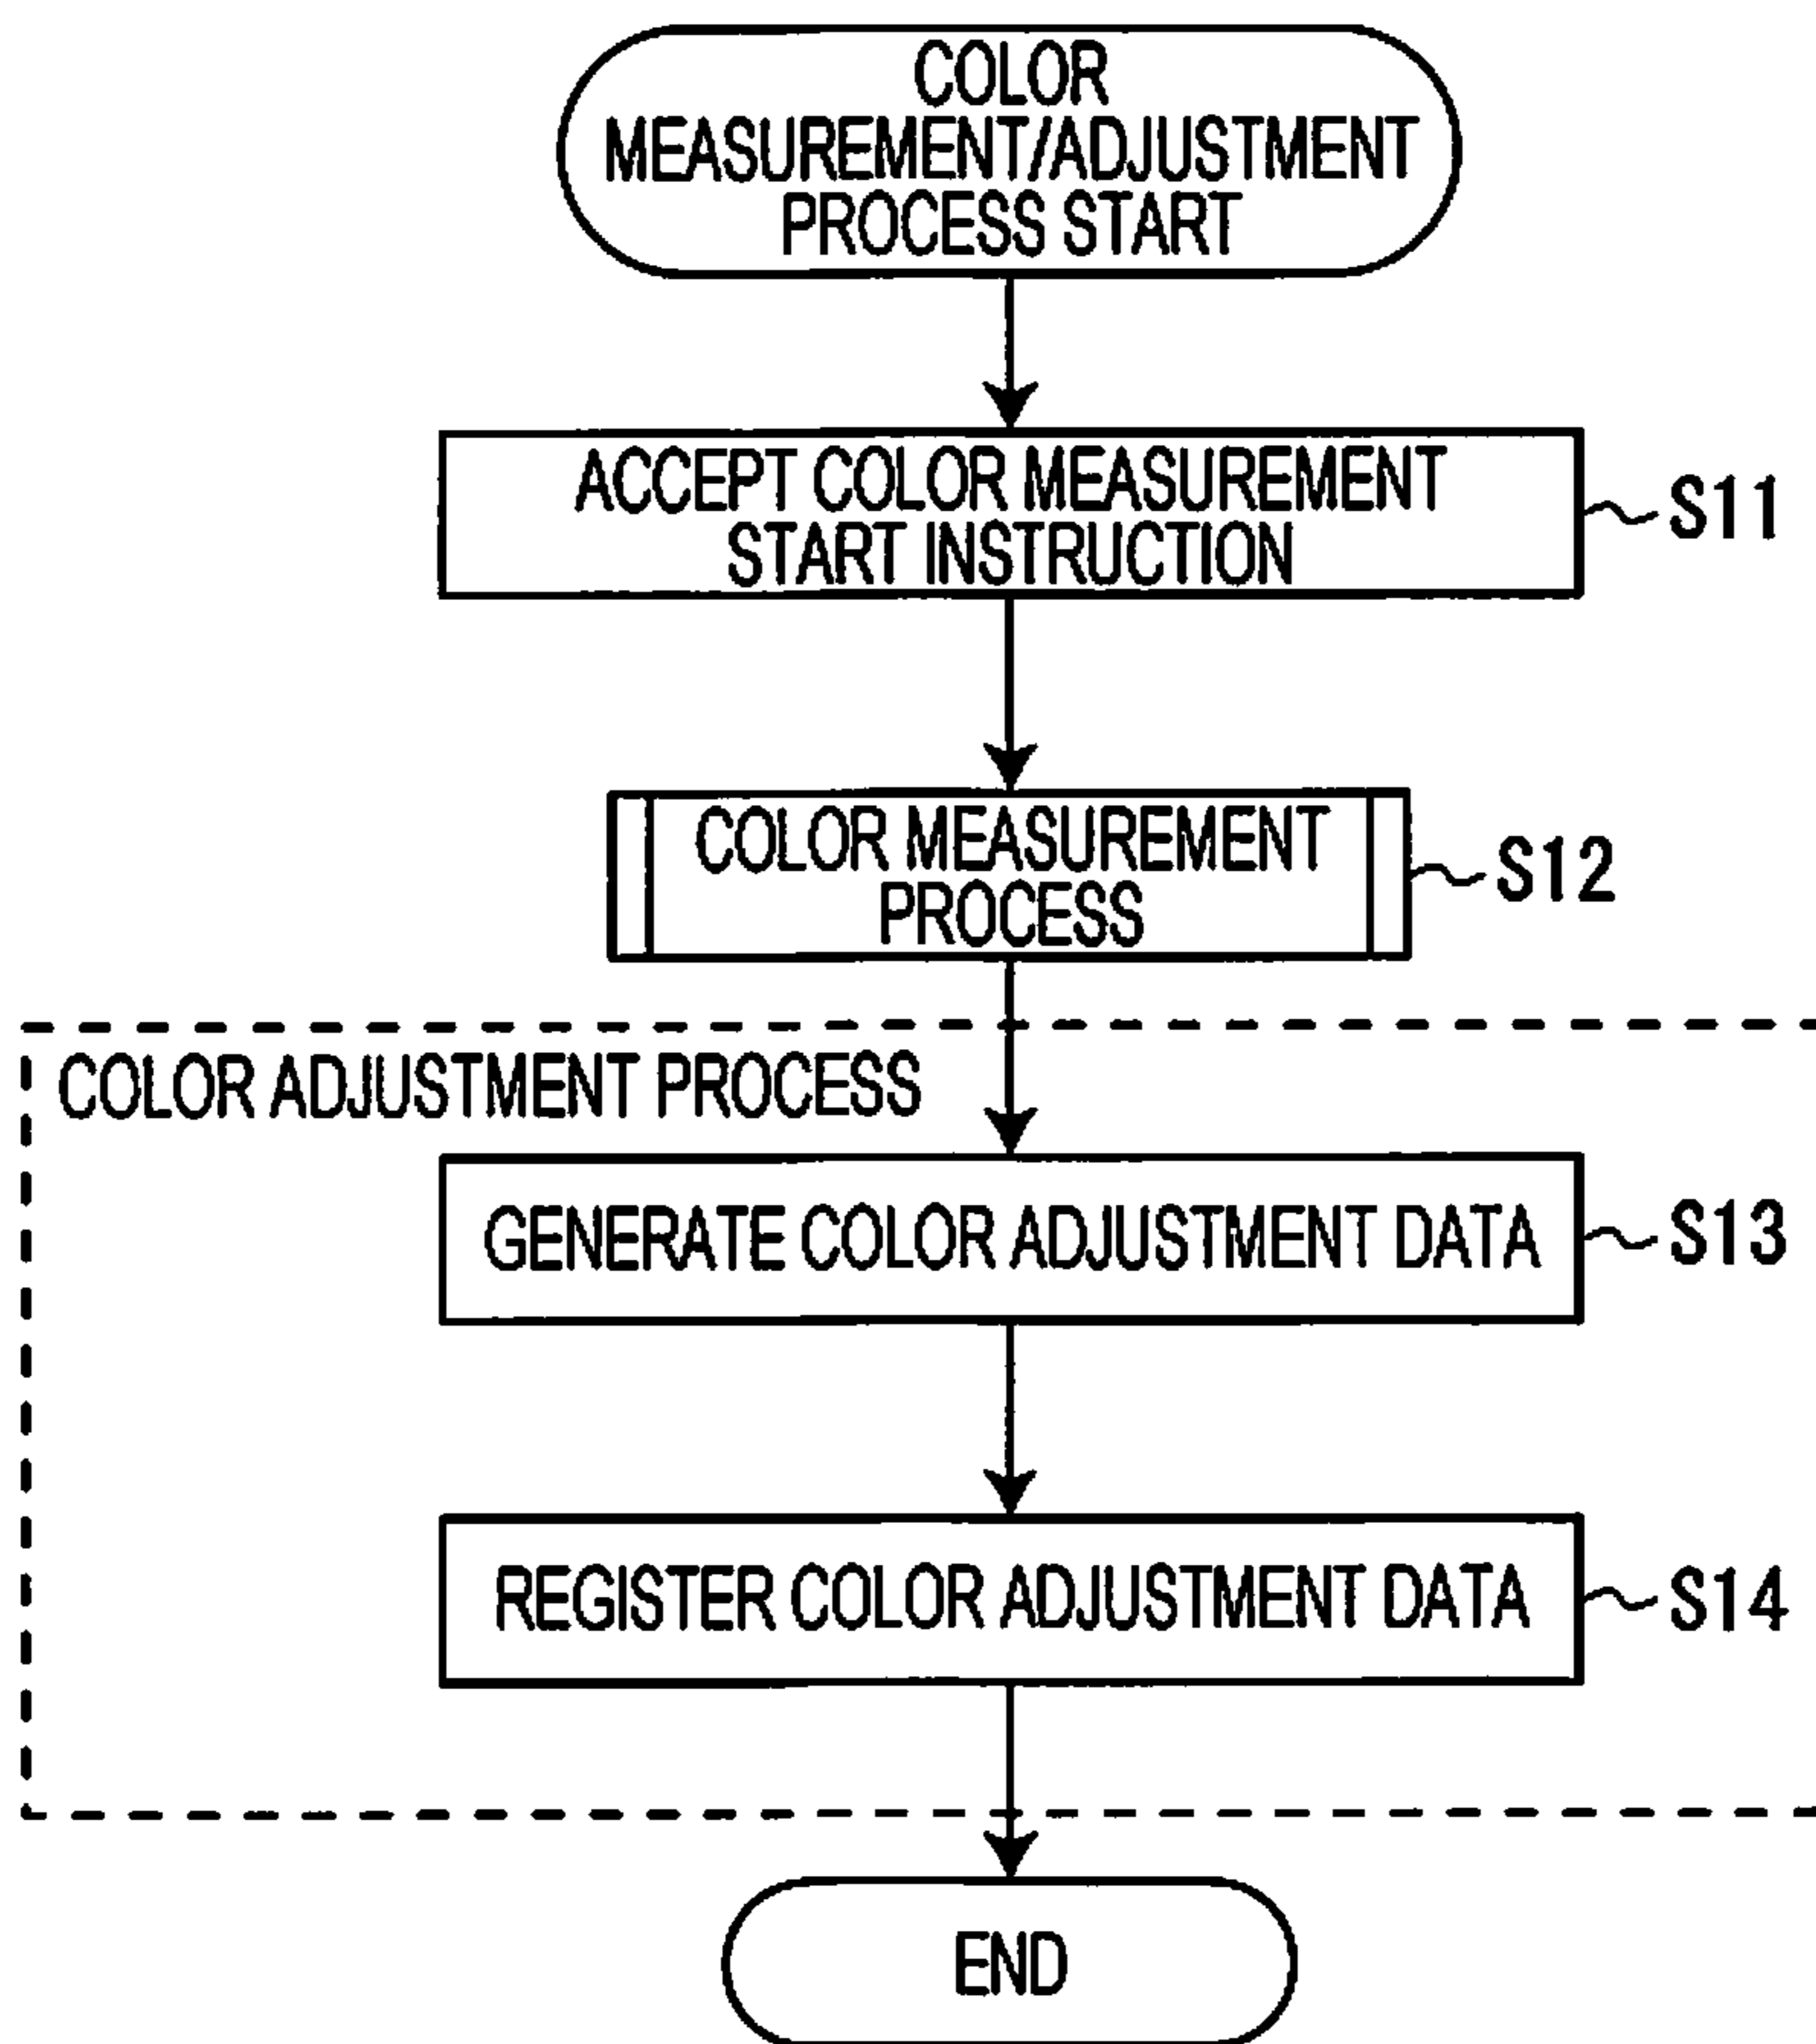 COLOR
MEASUREMENT/ADJUSTMENT
PROCESS START
ACCEPT COLOR MEASUREMENT
START INSTRUCTION
S11
COLOR MEASUREMENT
PROCESS
S12
COLOR ADJUSTMENT PROCESS
GENERATE COLOR ADJUSTMENT DATA
S13
REGISTER COLOR ADJUSTMENT DATA
S14
END